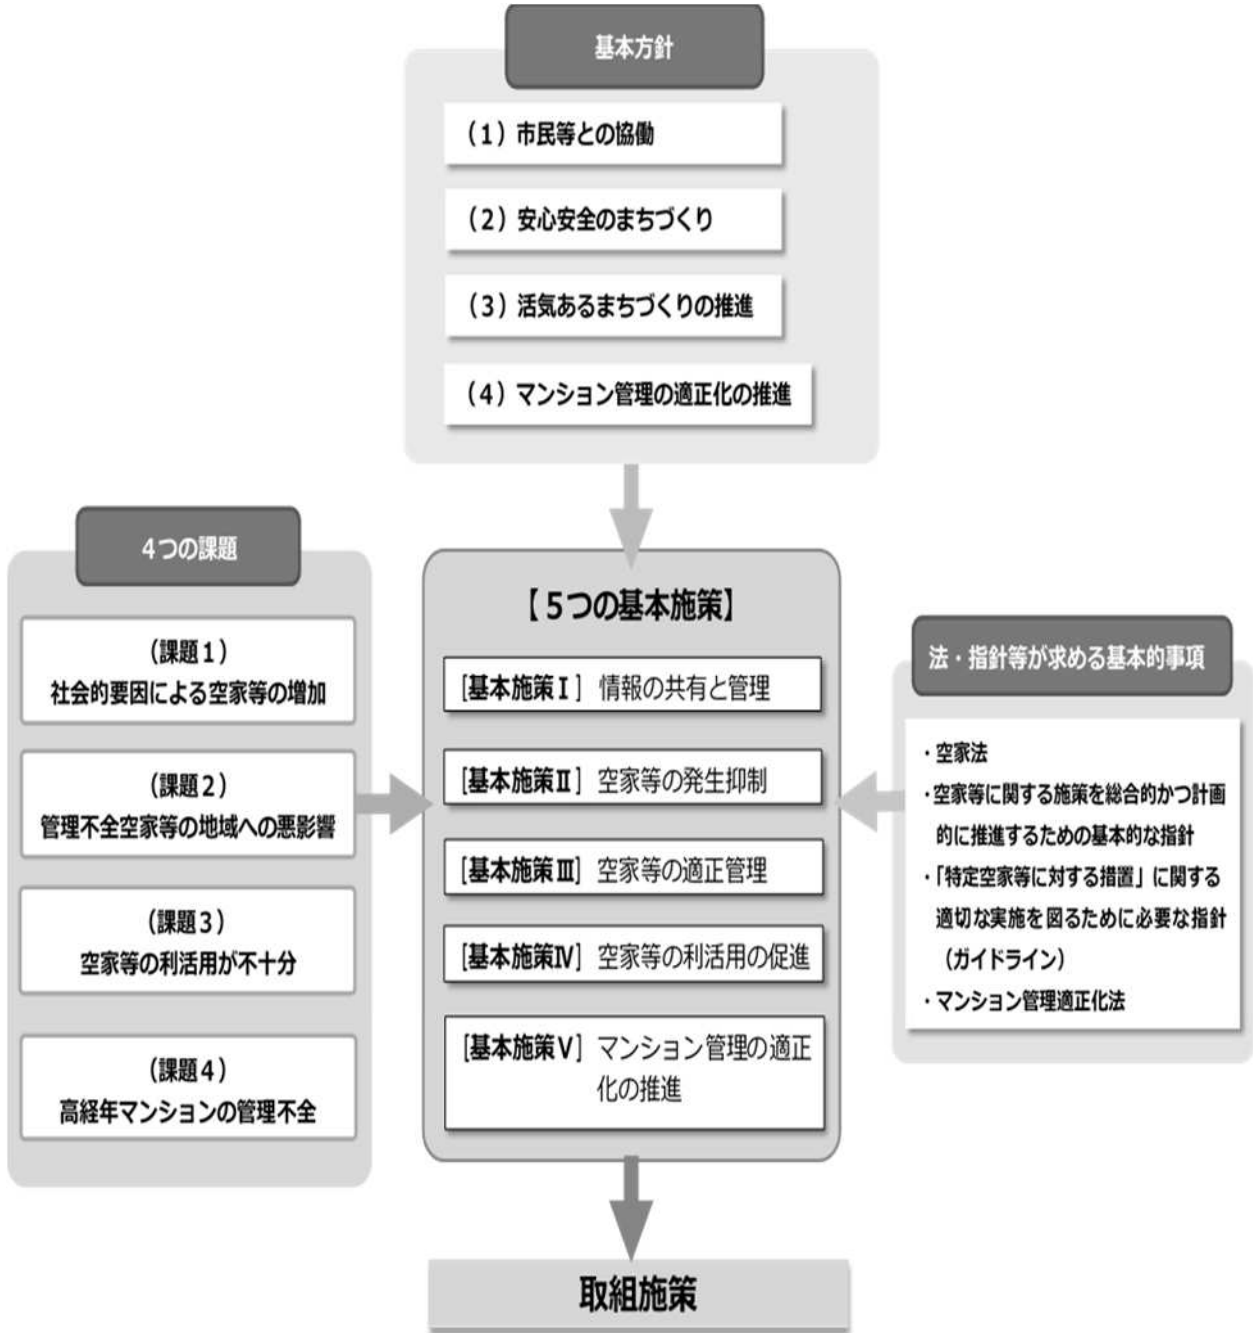 基本方針
（1）市民等との協働
（2）安心安全のまちづくり
（3）活気あるまちづくりの推進
（4）マンション管理の適正化の推進
4つの課題
（課題1）
社会的要因による空家等の増加
（課題2）
管理不全空家等の地域への悪影響
（課題3）
空家等の利活用が不十分
（課題4）
高経年マンションの管理不全
【5つの基本施策】
[基本施策Ⅰ] 情報の共有と管理
[基本施策Ⅱ] 空家等の発生抑制
[基本施策Ⅲ] 空家等の適正管理
[基本施策Ⅳ] 空家等の利活用の促進
[基本施策Ⅴ] マンション管理の適正
化の推進
法・指針等が求める基本的事項
・空家法
・空家等に関する施策を総合的かつ計画
的に推進するための基本的な指針
・「特定空家等に対する措置」に関する
適切な実施を図るために必要な指針
（ガイドライン）
・マンション管理適正化法
取組施策